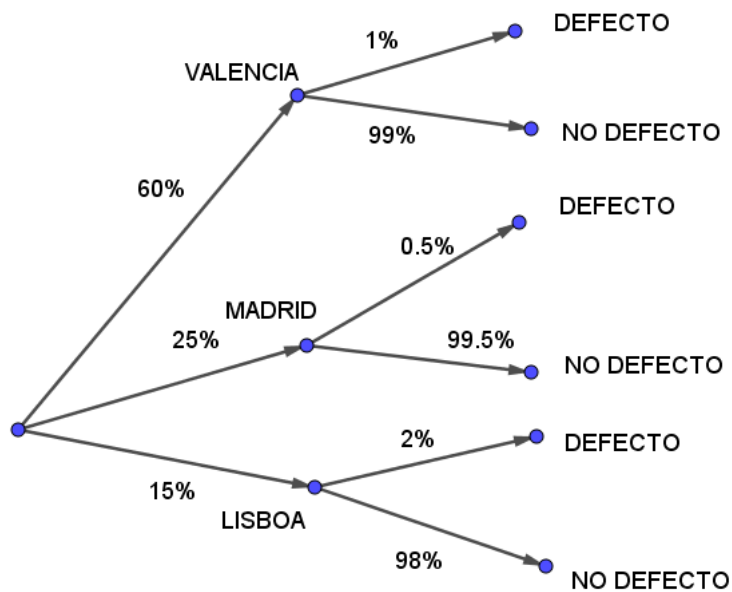 DEFECTO
1%
VALENCIA
99%
NO DEFECTO
60%
DEFECTO
0.5%
MADRID
25%
99.5%
NO DEFECTO
2%
DEFECTO
15%
LISBOA
98%
NO DEFECTO